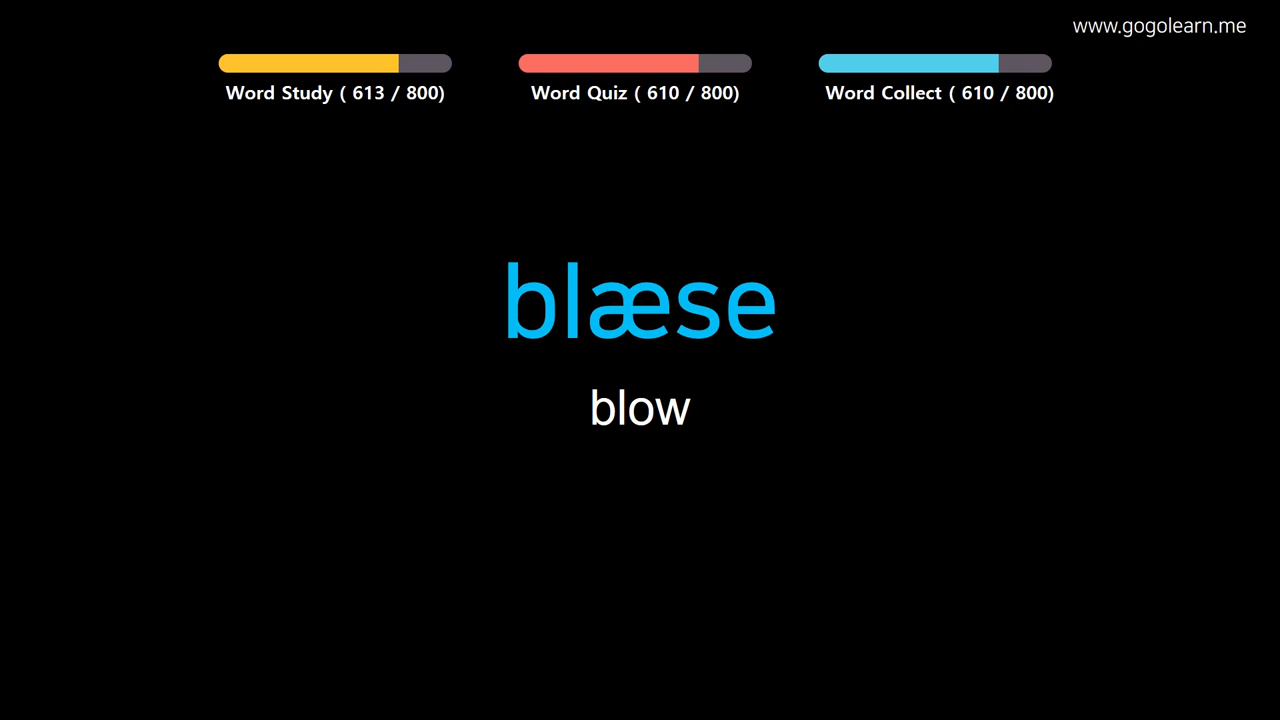 www.gogolearn.me
Word Study ( 613 / 800)
Word Quiz ( 610 / 800)
Word Collect ( 610 / 800)
blæse
blow